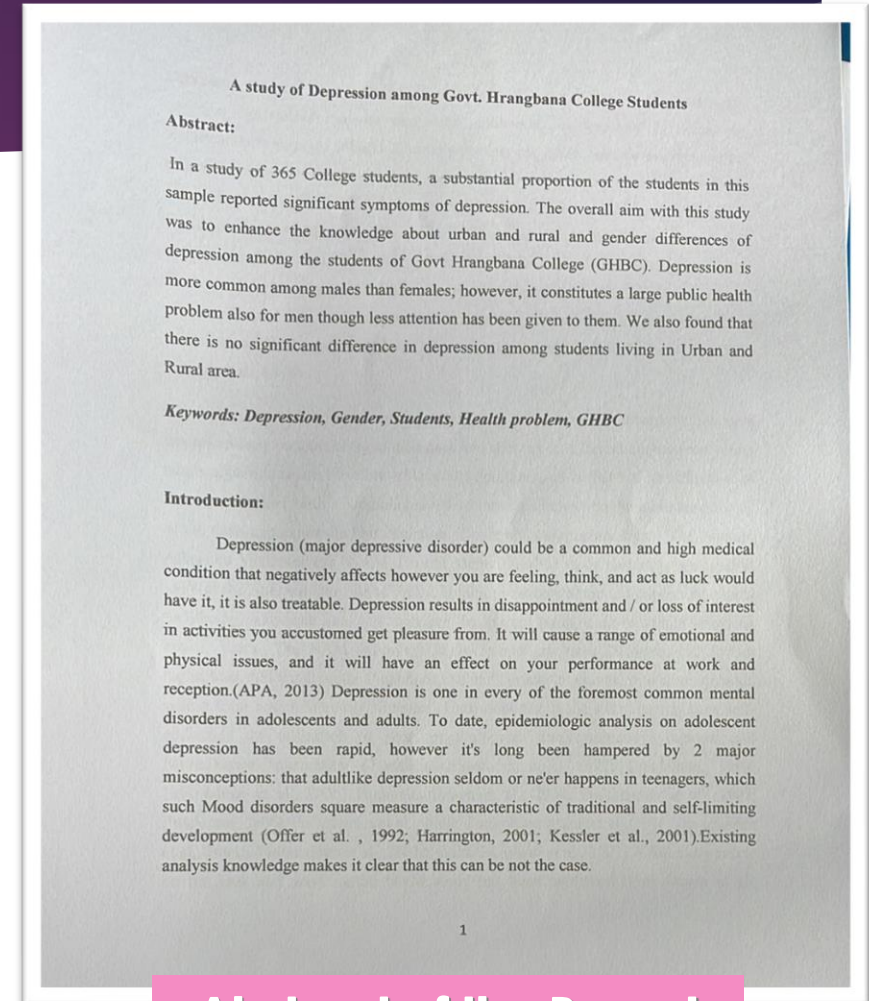 A study of Depression among Govt. Hrangbana College Students
Abstract:
In a study of 365 College students, a substantial proportion of the students in this
sample reported significant symptoms of depression. The overall aim with this study
was to enhance the knowledge about urban and rural and gender differences of
depression among the students of Govt Hrangbana College (GHBC). Depression is
more common among males than females; however, it constitutes a large public health
problem also for men though less attention has been given to them. We also found that
there is no significant difference in depression among students living in Urban and
Rural area.
Keywords: Depression, Gender, Students, Health problem, GHBC
Introduction:
Depression (major depressive disorder) could be a common and high medical
condition that negatively affects however you are feeling, think, and act as luck would
have it, it is also treatable. Depression results in disappointment and / or loss of interest
in activities you accustomed get pleasure from. It will cause a range of emotional and
physical issues, and it will have an effect on your performance at work and
reception.(APA, 2013) Depression is one in every of the foremost common mental
disorders in adolescents and adults. To date, epidemiologic analysis on adolescent
depression has been rapid, however it's long been hampered by 2 major
misconceptions: that adultlike depression seldom or ne'er happens in teenagers, which
such Mood disorders square measure a characteristic of traditional and self-limiting
development (Offer et al. , 1992; Harrington, 2001; Kessler et al., 2001).Existing
analysis knowledge makes it clear that this can be not the case.
1